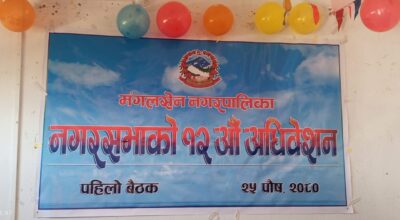 मंगलसेन नगरपालिका
नगरसभाको १२ औं अधिवेशन
पहिलो बैठक २५ पौष, २०८०